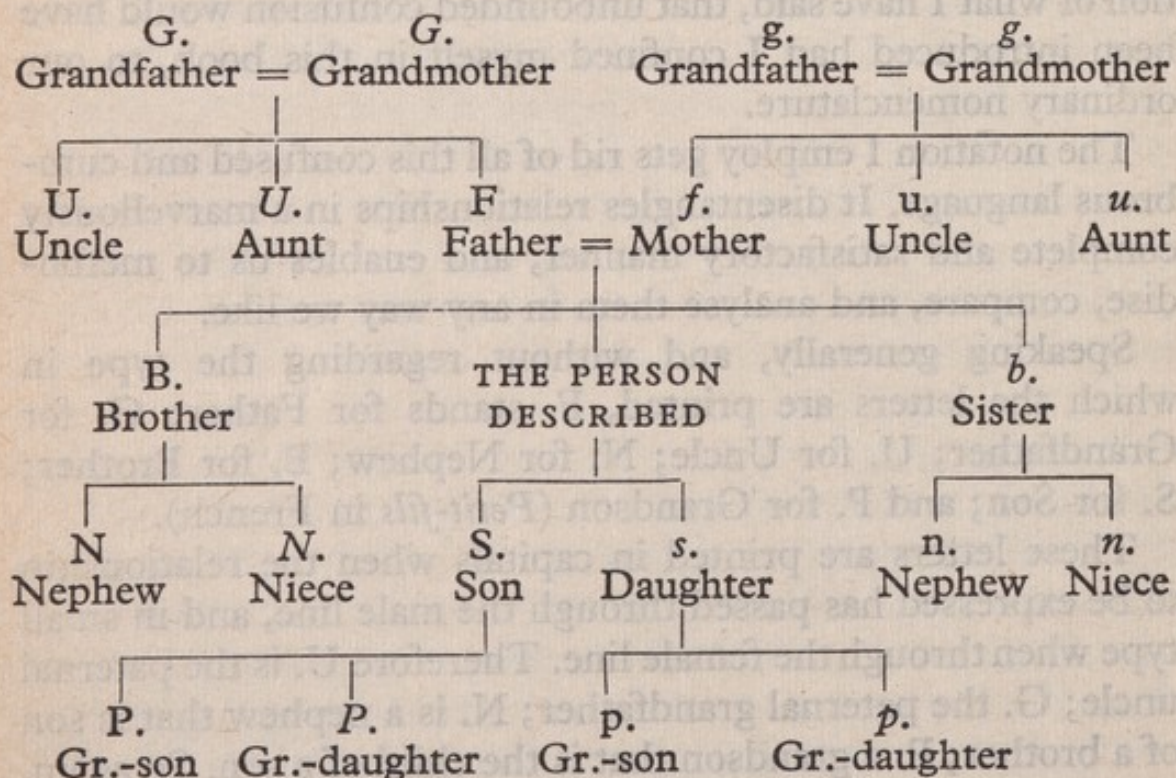 G. G. g. g.
Grandfather = Grandmother Grandfather = Grandmother
U. U. F f. u. u.
Uncle Aunt Father = Mother Uncle Aunt
B. THE PERSON b.
Brother DESCRIBED Sister
N N. S. s. n. n.
Nephew Niece Son Daughter Nephew Niece
P. P. p. p.
Gr.-son Gr.-daughter Gr.-son Gr.-daughter